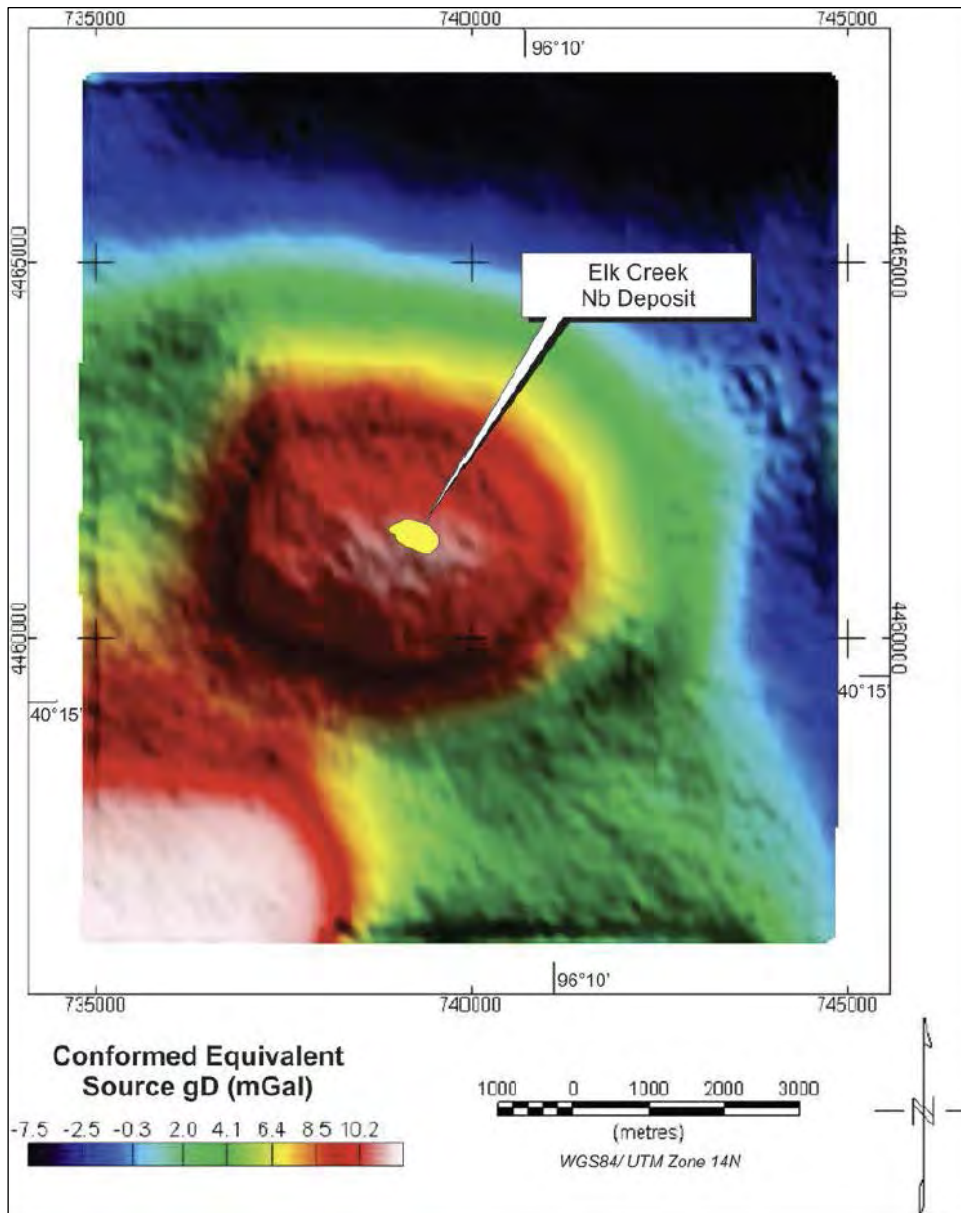 735000 740000 745000
96°10'
4465000 4465000
Elk Creek
Nb Deposit
4460000 4460000
40°15' 40°15'
96°10'
735000 740000 745000
Conformed Equivalent
Source gD (mGal)
-7.5 -2.5 -0.3 2.0 4.1 6.4 8.5 10.2
1000 0 1000 2000 3000
(metres)
WGS84/ UTM Zone 14N
N